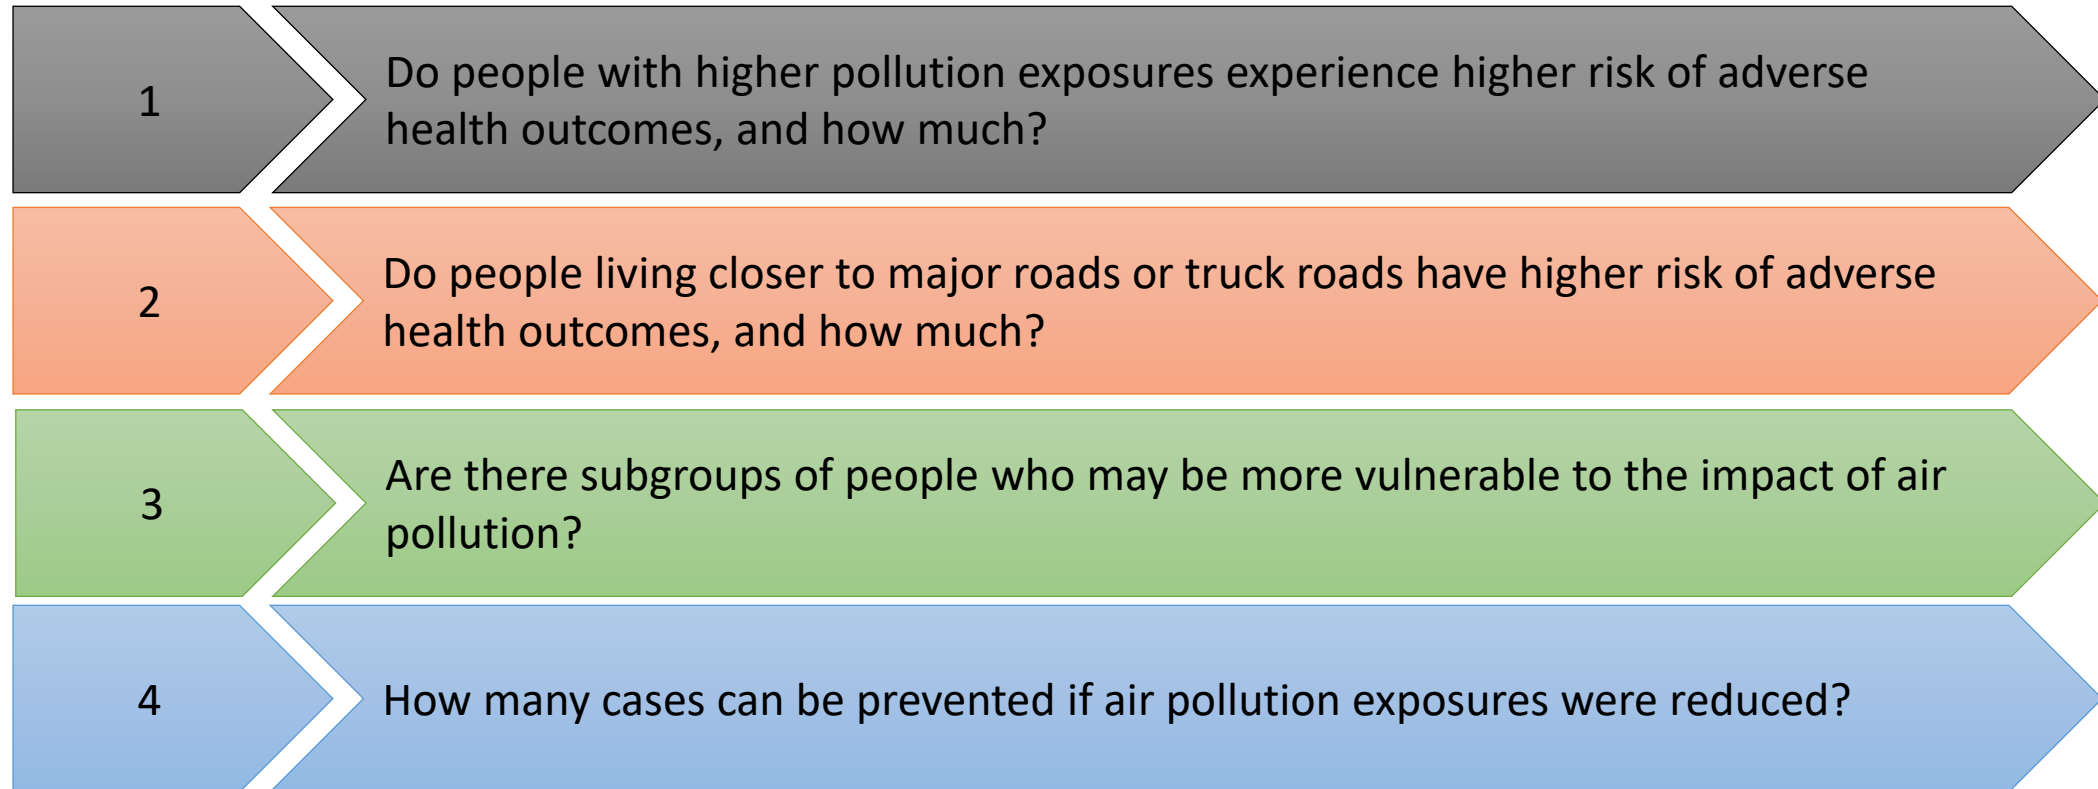 1
Do people with higher pollution exposures experience higher risk of adverse
health outcomes, and how much?
2
Do people living closer to major roads or truck roads have higher risk of adverse
health outcomes, and how much?
3
Are there subgroups of people who may be more vulnerable to the impact of air
pollution?
4
How many cases can be prevented if air pollution exposures were reduced?